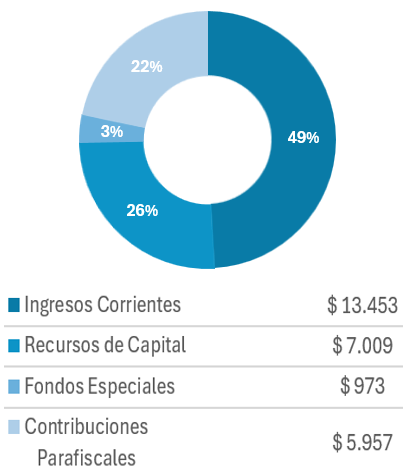 22%
3%
49%
26%
Ingresos Corrientes $ 13.453
Recursos de Capital $ 7.009
Fondos Especiales $ 973
Contribuciones
Parafiscales $ 5.957